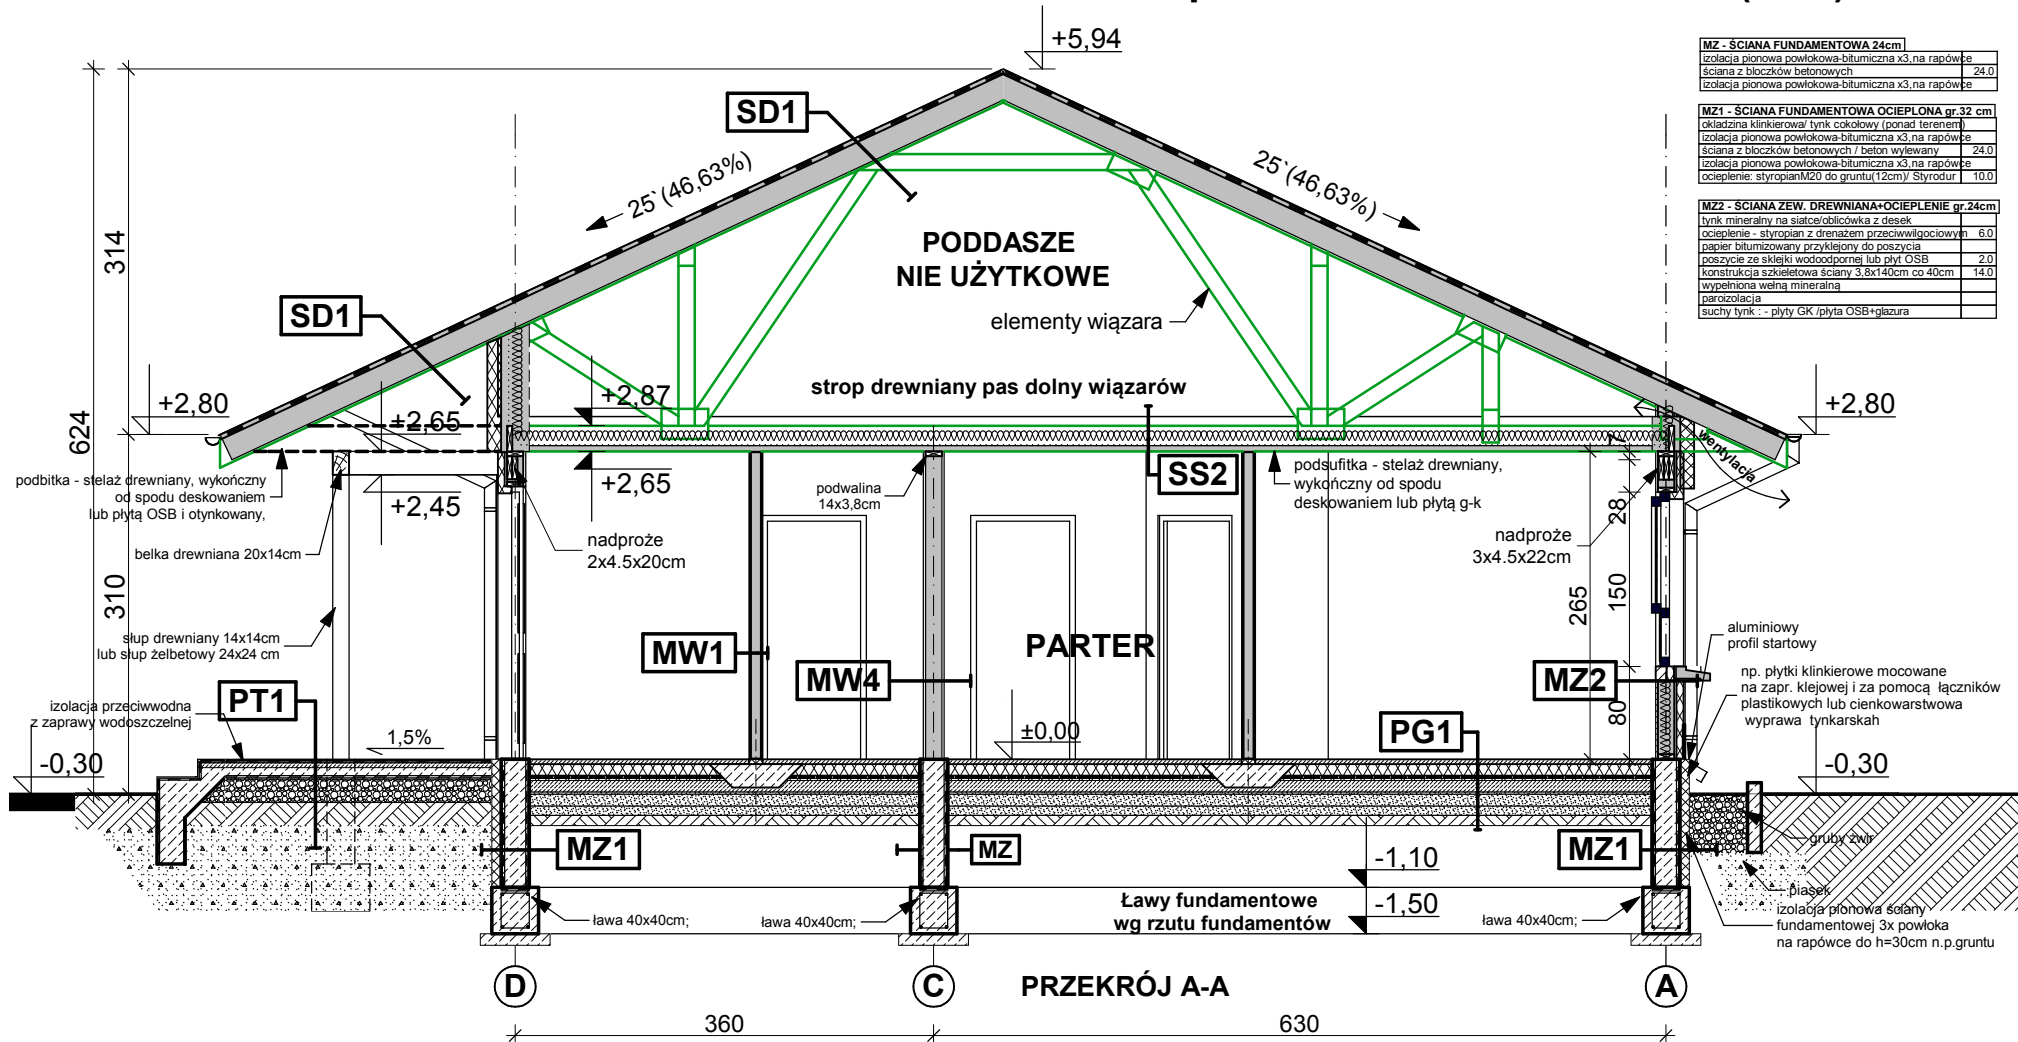 +5,94
MZ - ŚCIANA FUNDAMENTOWA 24cm
izolacja pionowa powłokowa-bitumiczna x3,na rapówce
ściana z bloczków betonowych 24.0
izolacja pionowa powłokowa-bitumiczna x3,na rapówce
MZ1 - ŚCIANA FUNDAMENTOWA OCIEPLONA gr.32 cm
okładzina klinkierowa/ tynk cokołowy (ponad terenem)
izolacja pionowa powłokowa-bitumiczna x3,na rapówce
ściana z bloczków betonowych / beton wylewany 24.0
izolacja pionowa powłokowa-bitumiczna x3,na rapówce
ocieplenie: styropianM20 do gruntu(12cm)/ Styrodur 10.0
MZ2 - ŚCIANA ZEW. DREWNIANA+OCIEPLENIE gr.24cm
tynk mineralny na siatce/oblicówka z desek
ocieplenie - styropian z drenażem przeciwwilgociowym 6.0
papier bitumizowany przyklejony do poszycia
poszycie ze sklejki wodoodpornej lub płyt OSB 2.0
konstrukcja szkieletowa ściany 3,8x140cm co 40cm 14.0
wypełniona wełną mineralną
paroizolacja
suchy tynk : - płyty GK /płyta OSB+glazura
SD1
25`(46,63%)
25`(46,63%)
314
624
310
PODDASZE
NIE UŻYTKOWE
SD1
elementy wiązara
strop drewniany pas dolny wiązarów
+2,80
+2,65
+2,87
+2,80
wentylacja
7
podbitka - stelaż drewniany, wykończny
od spodu deskowaniem
lub płytą OSB i otynkowany,
+2,45
+2,65
podwalina
14x3,8cm
SS2
podsufitka - stelaż drewniany,
wykończny od spodu
deskowaniem lub płytą g-k
28
belka drewniana 20x14cm
nadproże
2x4.5x20cm
nadproże
3x4.5x22cm
265
150
80
słup drewniany 14x14cm
lub słup żelbetowy 24x24 cm
MW1
PARTER
MW4
MZ2
aluminiowy
profil startowy
np. płytki klinkierowe mocowane
na zapr. klejowej i za pomocą łączników
plastikowych lub cienkowarstwowa
wyprawa tynkarskah
izolacja przeciwwodna
z zaprawy wodoszczelnej
PT1
1,5%
±0,00
PG1
-0,30
-0,30
MZ1
MZ
MZ1
gruby żwir
-1,10
piasek
-1,50
Ławy fundamentowe
wg rzutu fundamentów
ława 40x40cm;
ława 40x40cm;
ława 40x40cm;
izolacja pionowa ściany
fundamentowej 3x powłoka
na rapówce do h=30cm n.p.gruntu
D
C
A
PRZEKRÓJ A-A
360
630